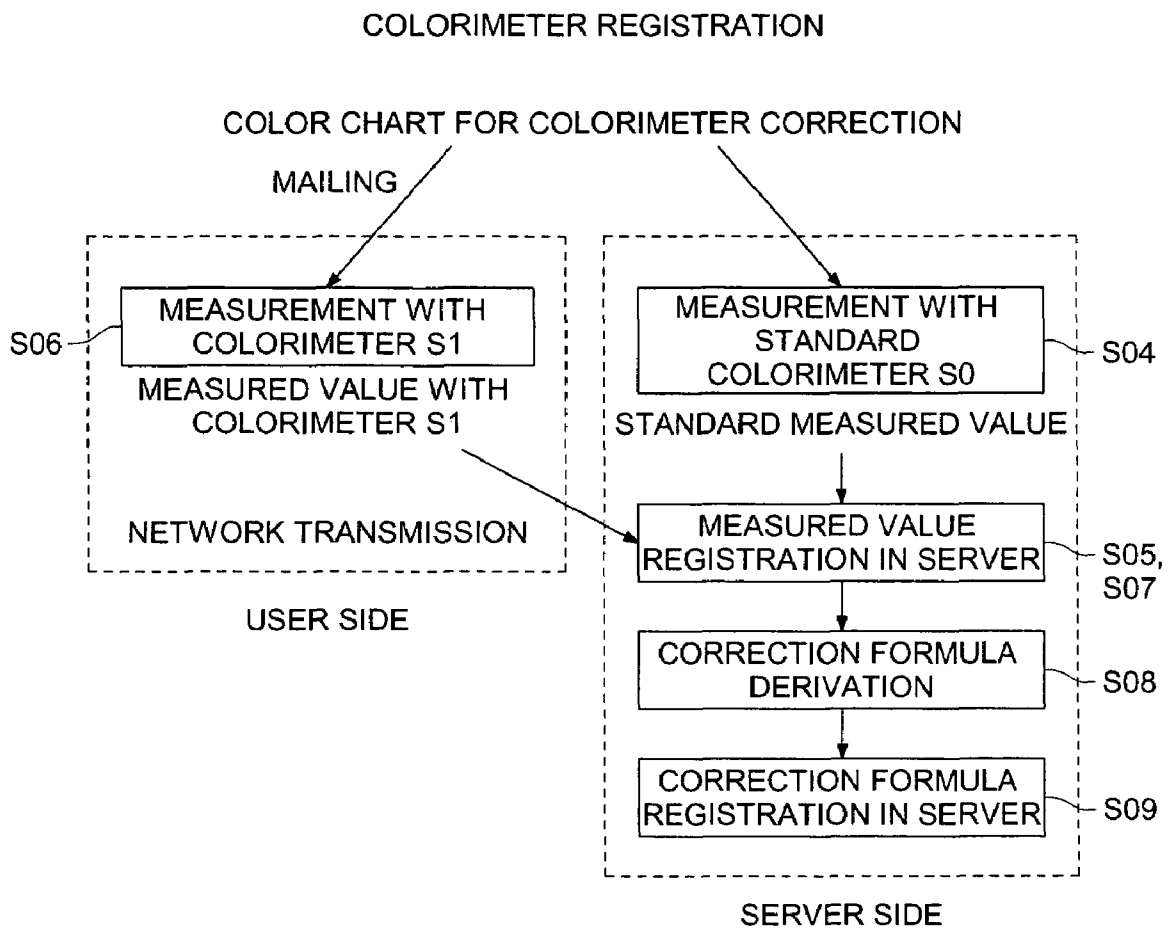 COLORIMETER REGISTRATION
COLOR CHART FOR COLORIMETER CORRECTION
MAILING
S06
MEASUREMENT WITH
COLORIMETER S1
MEASURED VALUE WITH
COLORIMETER S1
NETWORK TRANSMISSION
USER SIDE
MEASUREMENT WITH
STANDARD
COLORIMETER S0
S04
STANDARD MEASURED VALUE
MEASURED VALUE
REGISTRATION IN SERVER
S05,
S07
CORRECTION FORMULA
DERIVATION
S08
CORRECTION FORMULA
REGISTRATION IN SERVER
S09
SERVER SIDE